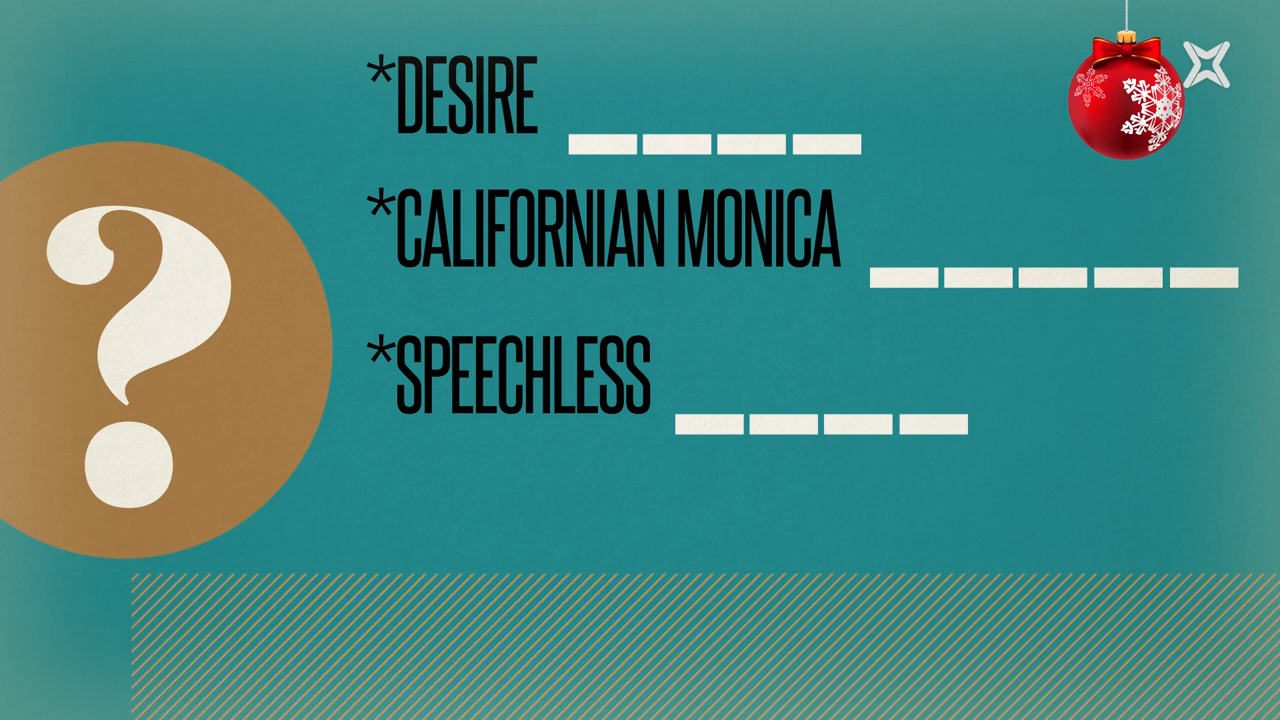 *DESIRE _ _ _ _
*CALIFORNIAN MONICA _ _ _ _ _
*SPEECHLESS _ _ _ _
?